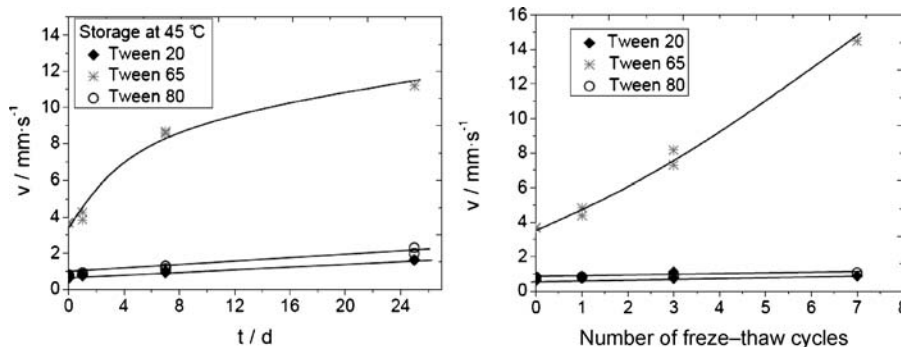 14
12
10
8
6
4
2
0
v / mm·s⁻¹
Storage at 45 °C
Tween 20
Tween 65
Tween 80
0 4 8 12 16 20 24
t / d
16
14
12
10
8
6
4
2
0
v / mm·s⁻¹
Tween 20
Tween 65
Tween 80
0 1 2 3 4 5 6 7 8
Number of freze–thaw cycles